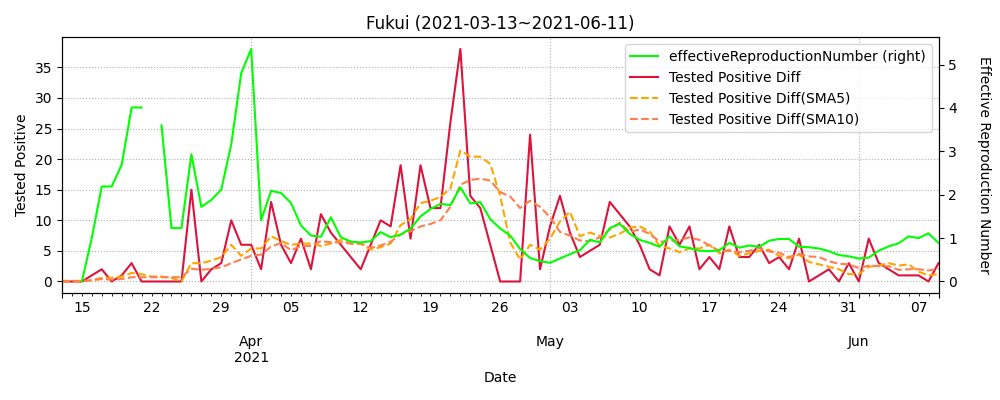 Fukui (2021-03-13~2021-06-11)
effectiveReproductionNumber (right)
Tested Positive Diff
Tested Positive Diff(SMA5)
Tested Positive Diff(SMA10)
Tested Positive
35
30
25
20
15
10
5
0
Effective Reproduction Number
5
4
3
2
1
0
15 22 29 05 12 19 26 03 10 17 24 31 07
Apr May Jun
2021
Date